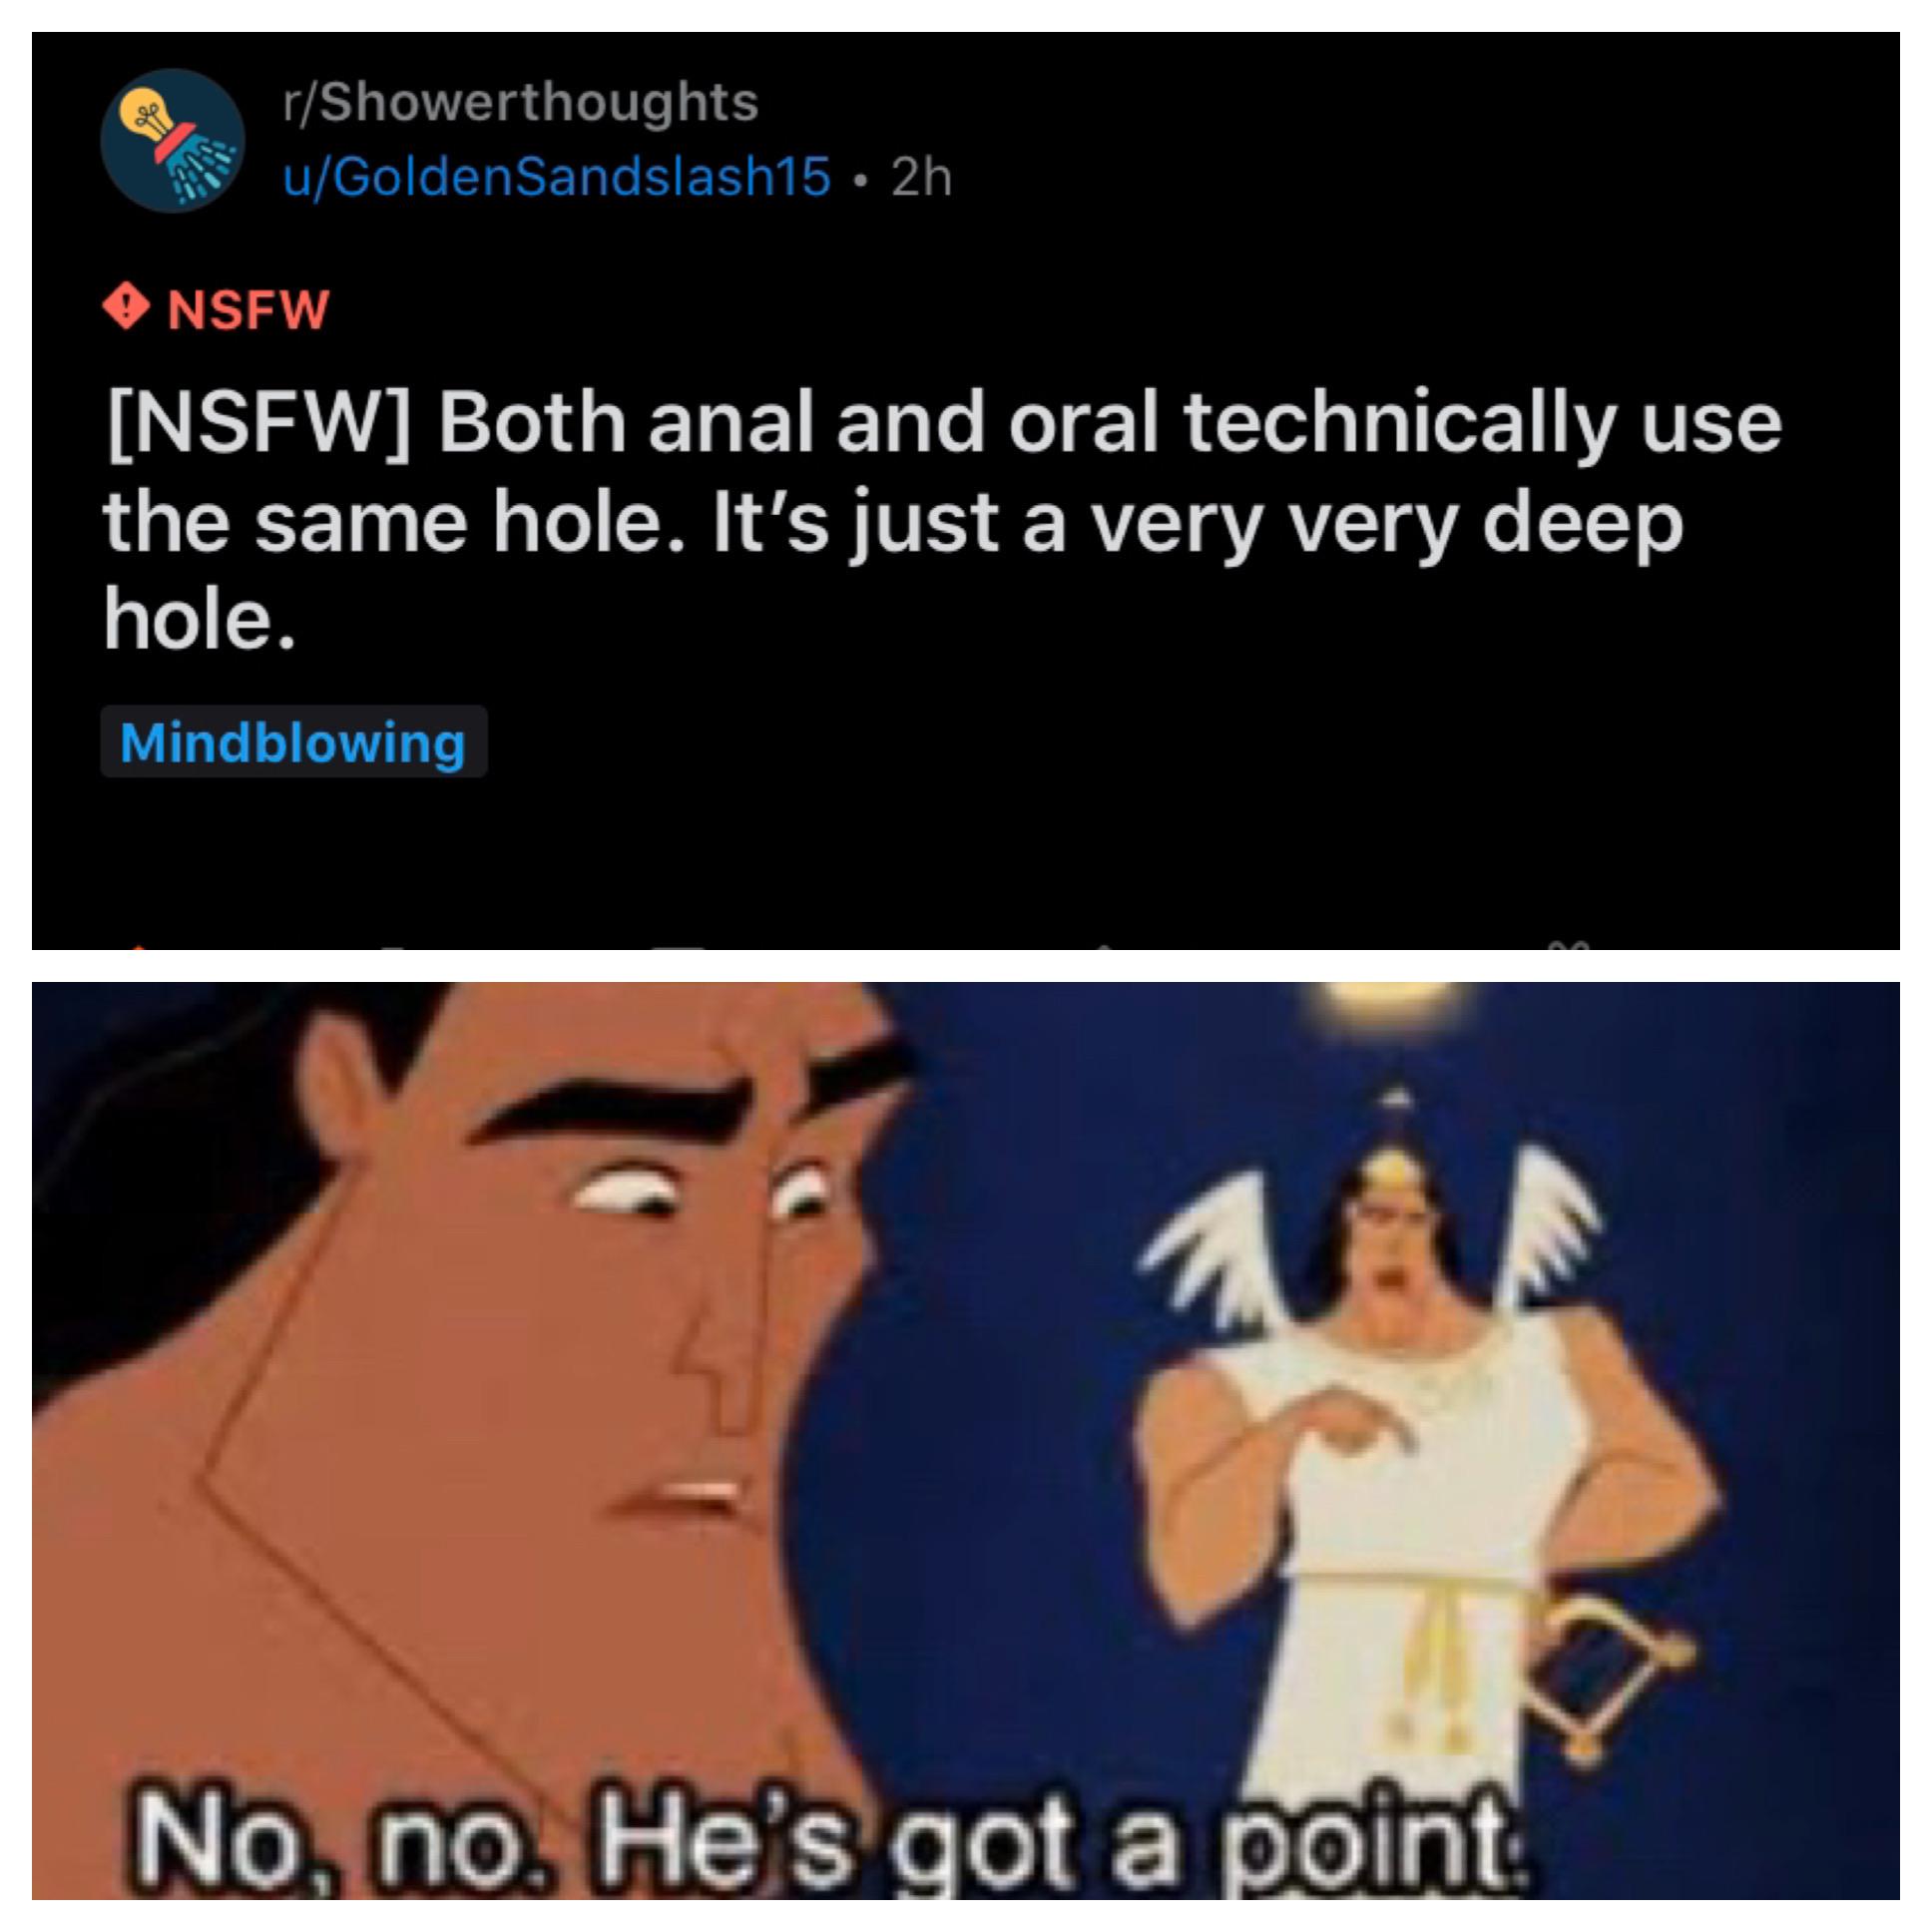 r/Showerthoughts
u/GoldenSandslash15 • 2h
NSFW
[NSFW] Both anal and oral technically use
the same hole. It’s just a very very deep
hole.
Mindblowing
No, no. He's got a point.